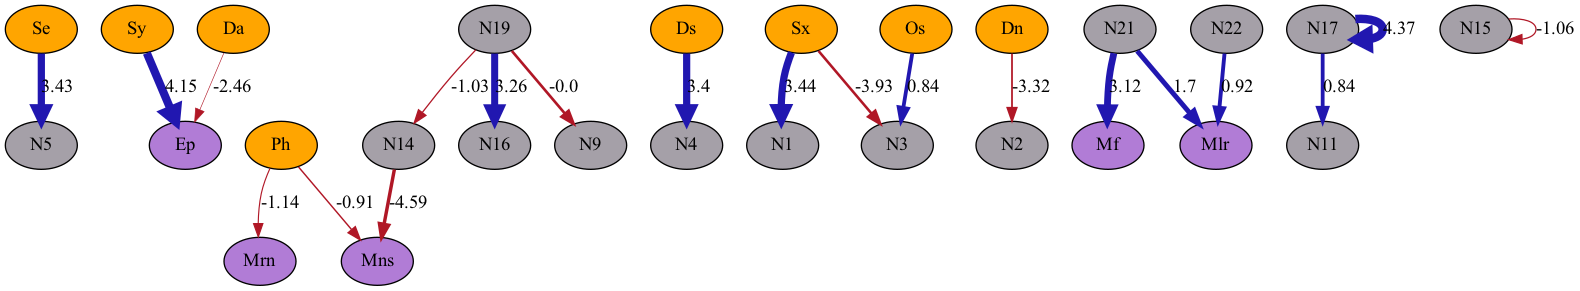 Se Sy Da N19 Ds Sx Os Dn N21 N22 N17 N15
3.43 4.15 -2.46 -1.03 3.26 -0.0 3.4 3.44 -3.93 0.84 -3.32 3.12 1.7 0.92 4.37 0.84 -1.06
N5 Ep Ph N14 N16 N9 N4 N1 N3 N2 Mf Mlr N11
-1.14 -0.91 -4.59
Mrn Mns